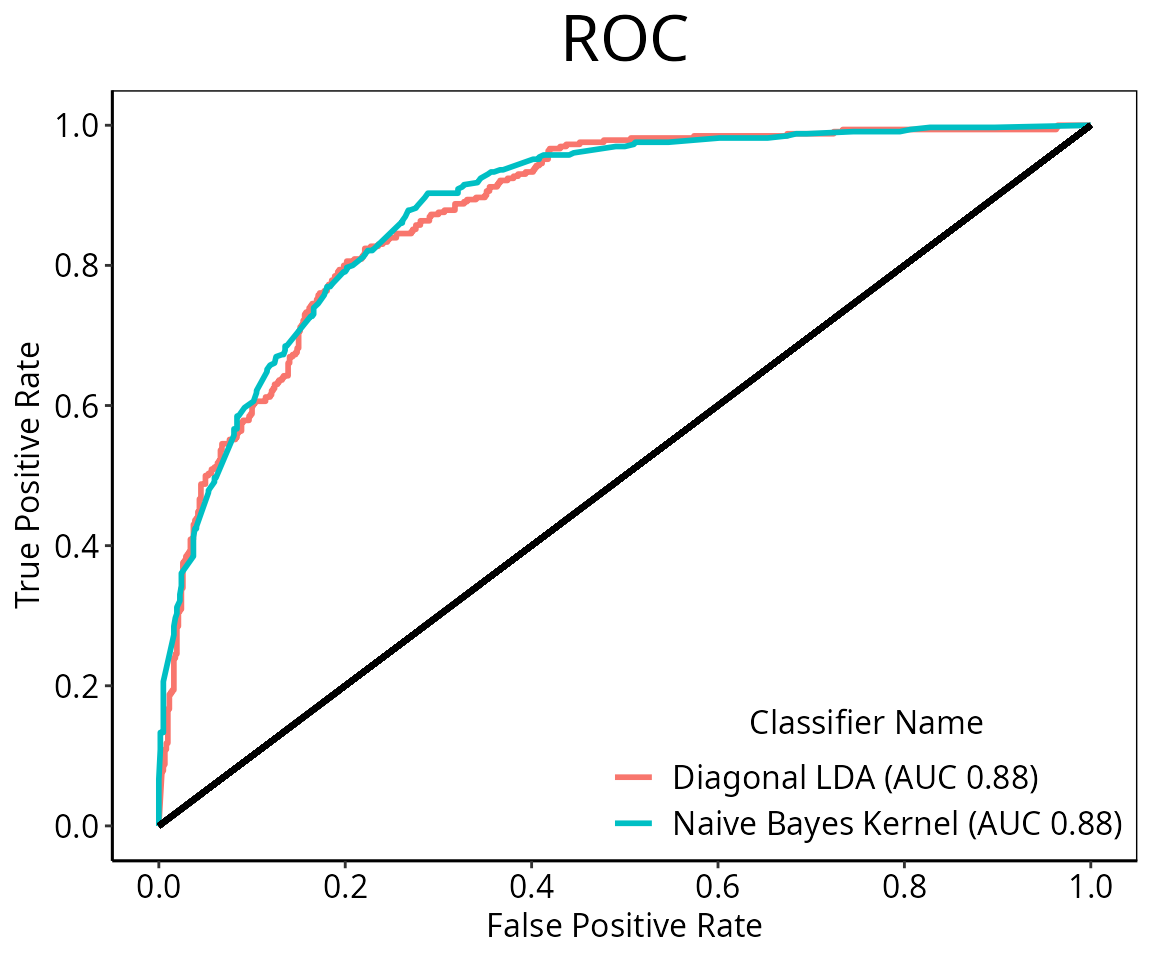 ROC
True Positive Rate
1.0
0.8
0.6
0.4
0.2
0.0
Classifier Name
Diagonal LDA (AUC 0.88)
Naive Bayes Kernel (AUC 0.88)
0.0 0.2 0.4 0.6 0.8 1.0
False Positive Rate